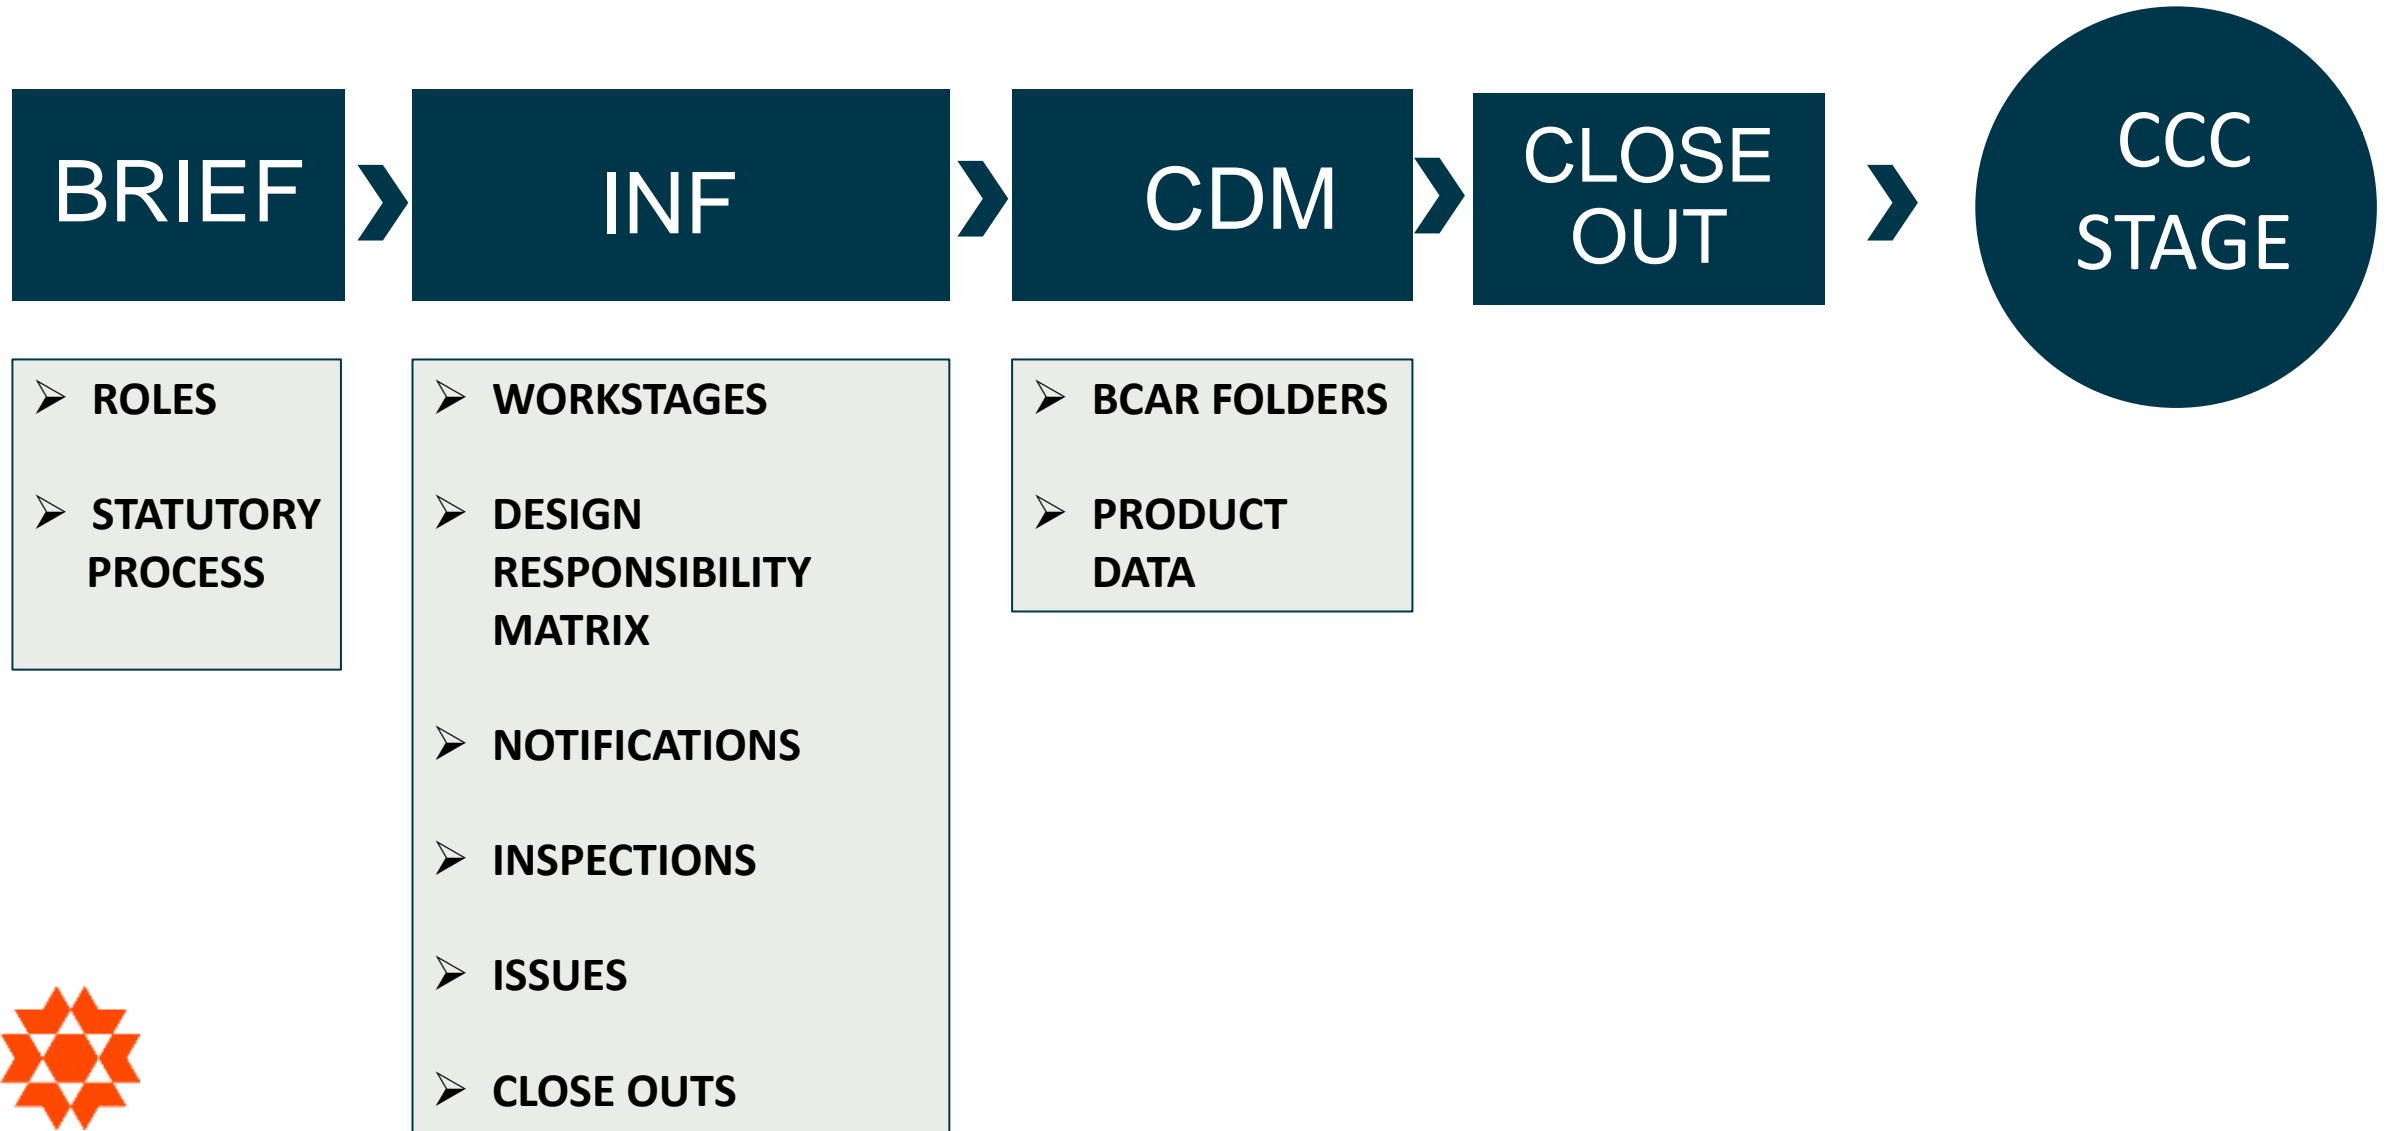 BRIEF
INF
CDM
CLOSE
OUT
CCC
STAGE
ROLES
STATUTORY
PROCESS
WORKSTAGES
DESIGN
RESPONSIBILITY
MATRIX
NOTIFICATIONS
INSPECTIONS
ISSUES
CLOSE OUTS
BCAR FOLDERS
PRODUCT
DATA